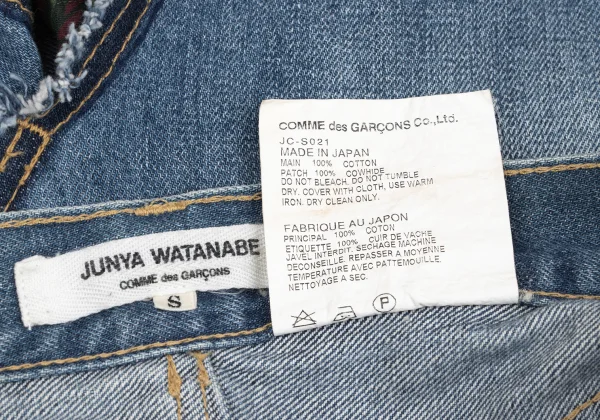 COMME des GARÇONS Co.,Ltd.
JC-S021
MADE IN JAPAN
MAIN 100% COTTON
PATCH 100% COWHIDE
DO NOT BLEACH. DO NOT TUMBLE
DRY. COVER WITH CLOTH, USE WARM
IRON. DRY CLEAN ONLY.
FABRIQUE AU JAPON
PRINCIPAL 100% COTON
ETIQUETTE 100% CUIR DE VACHE
JAVEL INTERDIT. SECHAGE MACHINE
DECONSEILLE. REPASSER A MOYENNE
TEMPERATURE AVEC PATTEMOUILLE.
NETTOYAGE A SEC.
P
JUNYA WATANABE
COMME des GARÇONS
S